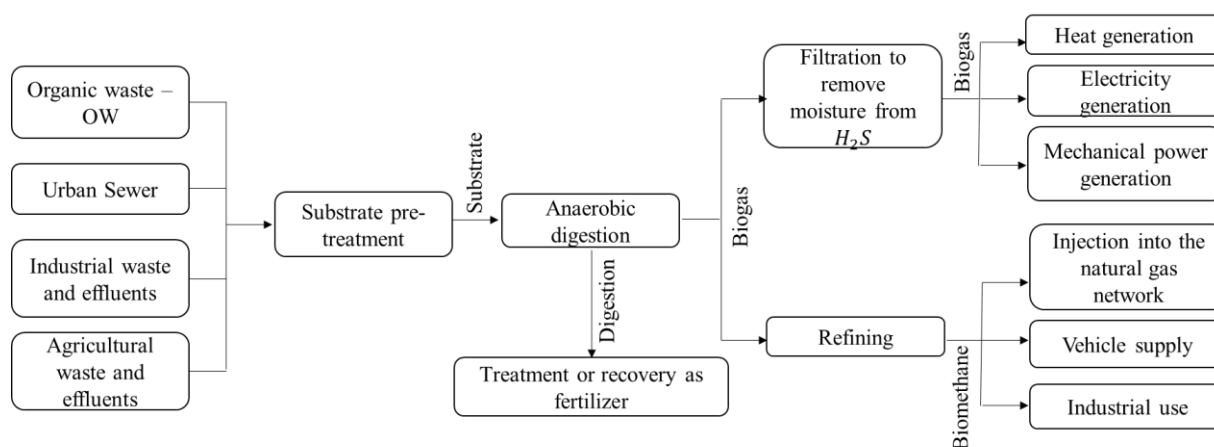 Organic waste –
OW
Urban Sewer
Industrial waste
and effluents
Agricultural
waste and
effluents
Substrate pre-
treatment
Substrate
Anaerobic
digestion
Digestion
Treatment or recovery as
fertilizer
Biogas
Filtration to
remove
moisture from
H₂S
Biogas
Heat generation
Electricity
generation
Mechanical power
generation
Refining
Biomethane
Injection into the
natural gas
network
Vehicle supply
Industrial use